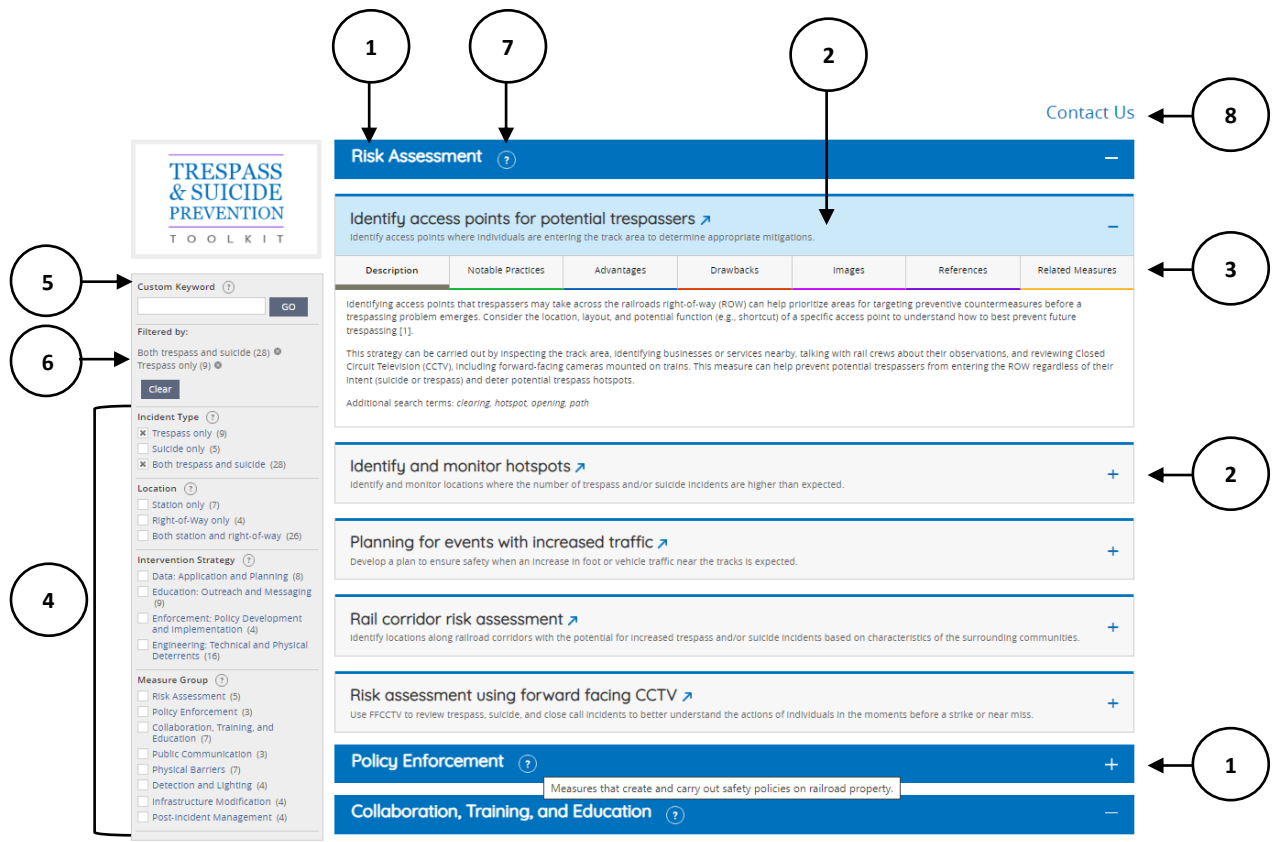 1
7
2
Contact Us
8
TRESPASS
& SUICIDE
PREVENTION
TOOLKIT
5
Custom Keyword ?
GO
Filtered by:
6
Both trespass and suicide (28)
Trespass only (9)
Clear
4
Incident Type ?
Trespass only (9)
Suicide only (5)
Both trespass and suicide (28)
Location ?
Station only (7)
Right-of-Way only (4)
Both station and right-of-way (26)
Intervention Strategy ?
Data: Application and Planning (8)
Education: Outreach and Messaging
(9)
Enforcement: Policy Development
and Implementation (4)
Engineering: Technical and Physical
Deterrents (16)
Measure Group ?
Risk Assessment (5)
Policy Enforcement (3)
Collaboration, Training, and
Education (7)
Public Communication (3)
Physical Barriers (7)
Detection and Lighting (4)
Infrastructure Modification (4)
Post-Incident Management (4)
Risk Assessment ?
Identify access points for potential trespassers
Identify access points where individuals are entering the track area to determine appropriate mitigations.
Description Notable Practices Advantages Drawbacks Images References Related Measures
3
Identifying access points that trespassers may take across the railroads right-of-way (ROW) can help prioritize areas for targeting preventive countermeasures before a
trespassing problem emerges. Consider the location, layout, and potential function (e.g., shortcut) of a specific access point to understand how to best prevent future
trespassing [1].
This strategy can be carried out by inspecting the track area, identifying businesses or services nearby, talking with rail crews about their observations, and reviewing Closed
Circuit Television (CCTV), including forward-facing cameras mounted on trains. This measure can help prevent potential trespassers from entering the ROW regardless of their
intent (suicide or trespass) and deter potential trespass hotspots.
Additional search terms: clearing, hotspot, opening, path
Identify and monitor hotspots
Identify and monitor locations where the number of trespass and/or suicide incidents are higher than expected.
2
Planning for events with increased traffic
Develop a plan to ensure safety when an increase in foot or vehicle traffic near the tracks is expected.
Rail corridor risk assessment
Identify locations along railroad corridors with the potential for increased trespass and/or suicide incidents based on characteristics of the surrounding communities.
Risk assessment using forward facing CCTV
Use FFCCTV to review trespass, suicide, and close call incidents to better understand the actions of individuals in the moments before a strike or near miss.
Policy Enforcement ?
1
Measures that create and carry out safety policies on railroad property.
Collaboration, Training, and Education ?